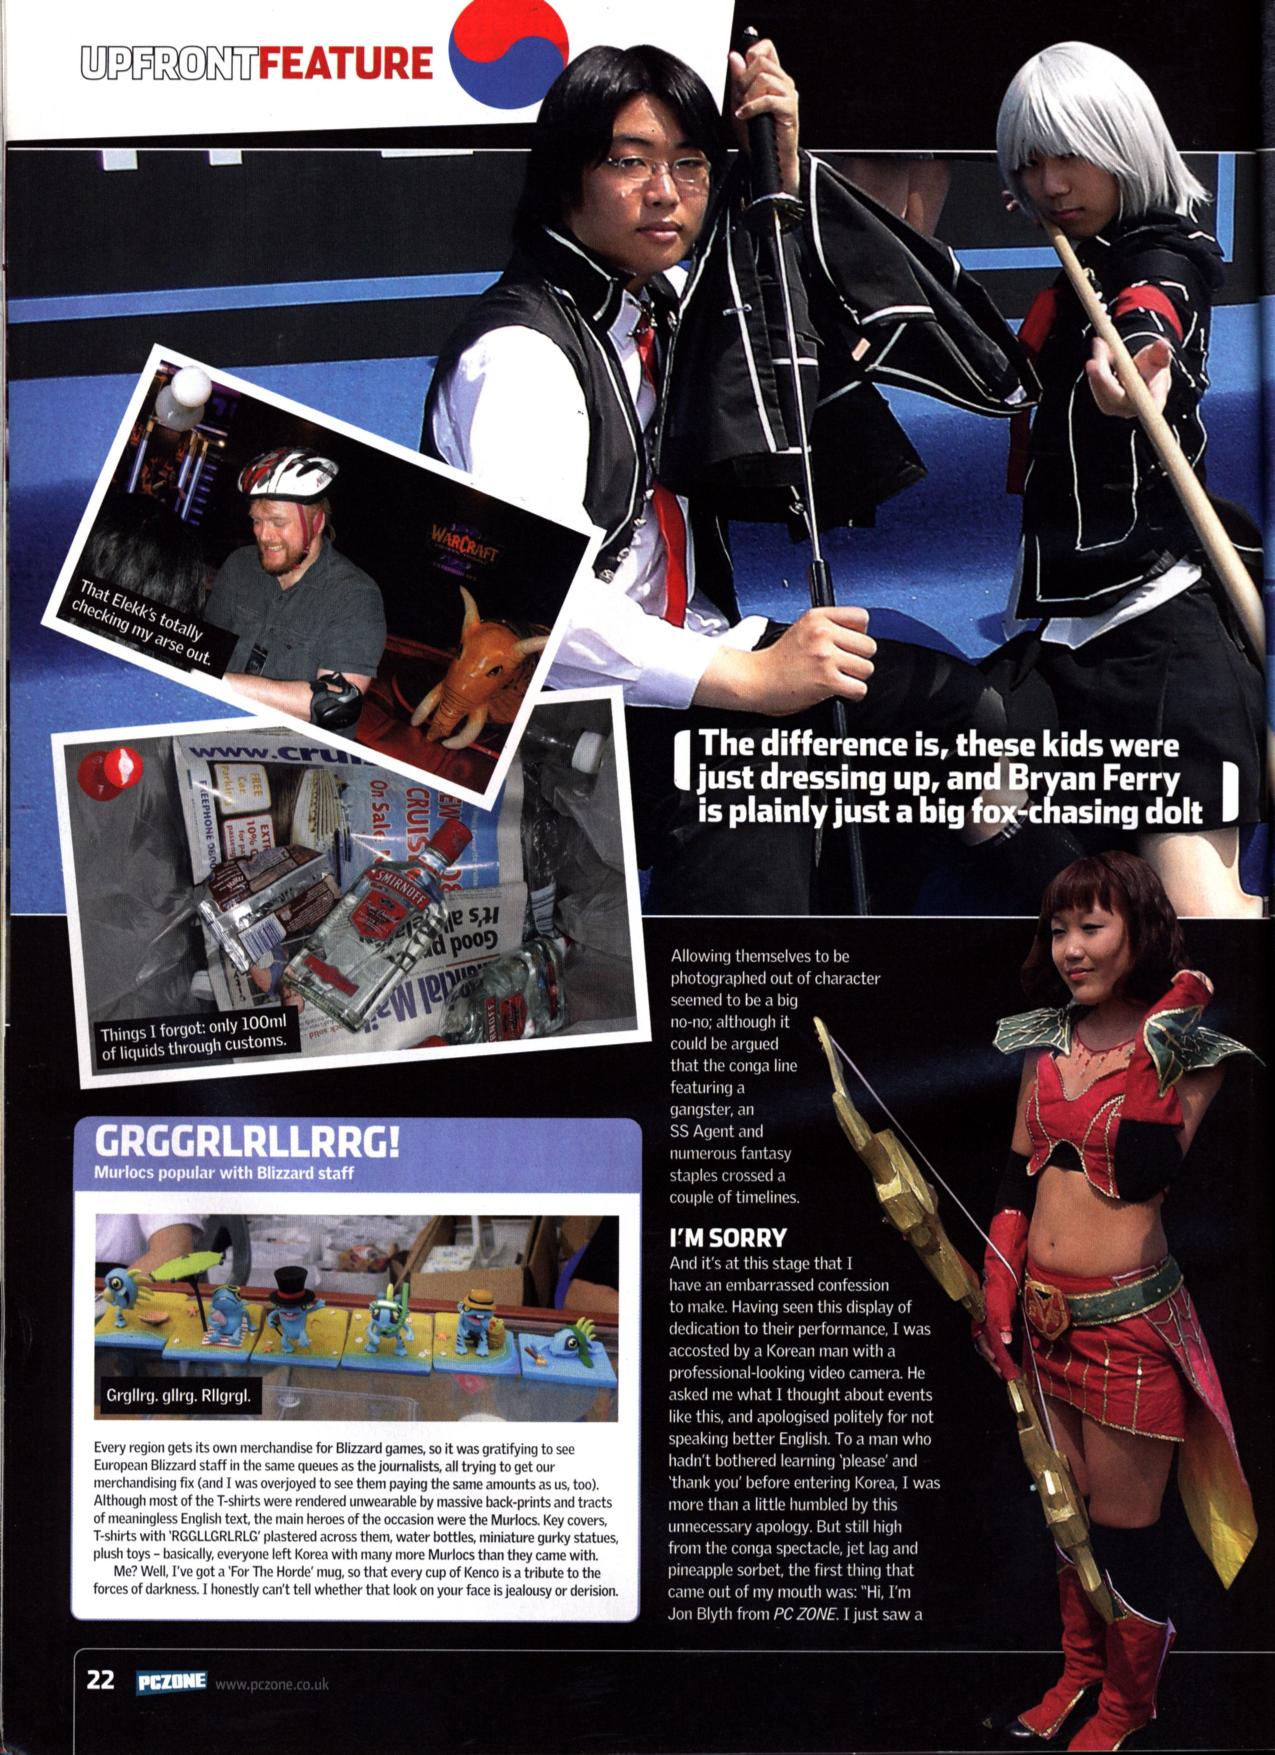 UPFRONTFEATURE
WARCRAFT
That Elekk's totally
checking my arse out.
www.cru
FREE
Car
Parking
FREEPHONE 0800
10%
On Sale
CRUIS
SMIRNOFF
It's al
Good
Things I forgot: only 100ml
of liquids through customs.
The difference is, these kids were
just dressing up, and Bryan Ferry
is plainly just a big fox-chasing dolt
GRGGRLRLLRRG!
Murlocs popular with Blizzard staff
Grgllrg. gllrg. Rllgrgl.
Every region gets its own merchandise for Blizzard games, so it was gratifying to see
European Blizzard staff in the same queues as the journalists, all trying to get our
merchandising fix (and I was overjoyed to see them paying the same amounts as us, too).
Although most of the T-shirts were rendered unwearable by massive back-prints and tracts
of meaningless English text, the main heroes of the occasion were the Murlocs. Key covers,
T-shirts with 'RGGLLGRLRLG' plastered across them, water bottles, miniature gurky statues,
plush toys – basically, everyone left Korea with many more Murlocs than they came with.
Me? Well, I've got a 'For The Horde' mug, so that every cup of Kenco is a tribute to the
forces of darkness. I honestly can't tell whether that look on your face is jealousy or derision.
Allowing themselves to be
photographed out of character
seemed to be a big
no-no; although it
could be argued
that the conga line
featuring a
gangster, an
SS Agent and
numerous fantasy
staples crossed a
couple of timelines.
I'M SORRY
And it's at this stage that I
have an embarrassed confession
to make. Having seen this display of
dedication to their performance, I was
accosted by a Korean man with a
professional-looking video camera. He
asked me what I thought about events
like this, and apologised politely for not
speaking better English. To a man who
hadn't bothered learning 'please' and
'thank you' before entering Korea, I was
more than a little humbled by this
unnecessary apology. But still high
from the conga spectacle, jet lag and
pineapple sorbet, the first thing that
came out of my mouth was: "Hi, I'm
Jon Blyth from PC ZONE. I just saw a
22 PCZONE www.pczone.co.uk